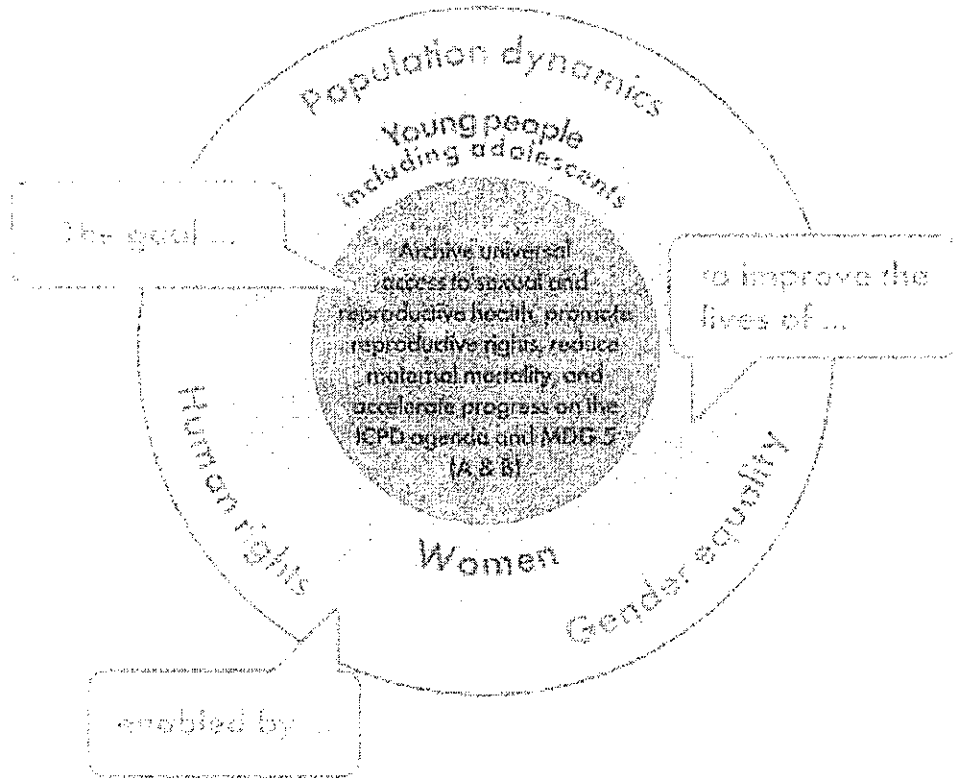 Population dynamics
Young people
including adolescents
The goal ...
Archive universal
access to sexual and
reproductive health, promote
reproductive rights, reduce
maternal mortality, and
accelerate progress on the
ICPD agenda and MDG 5
(A & B)
to improve the
lives of ...
Human rights
Women
Gender equality
enabled by ...